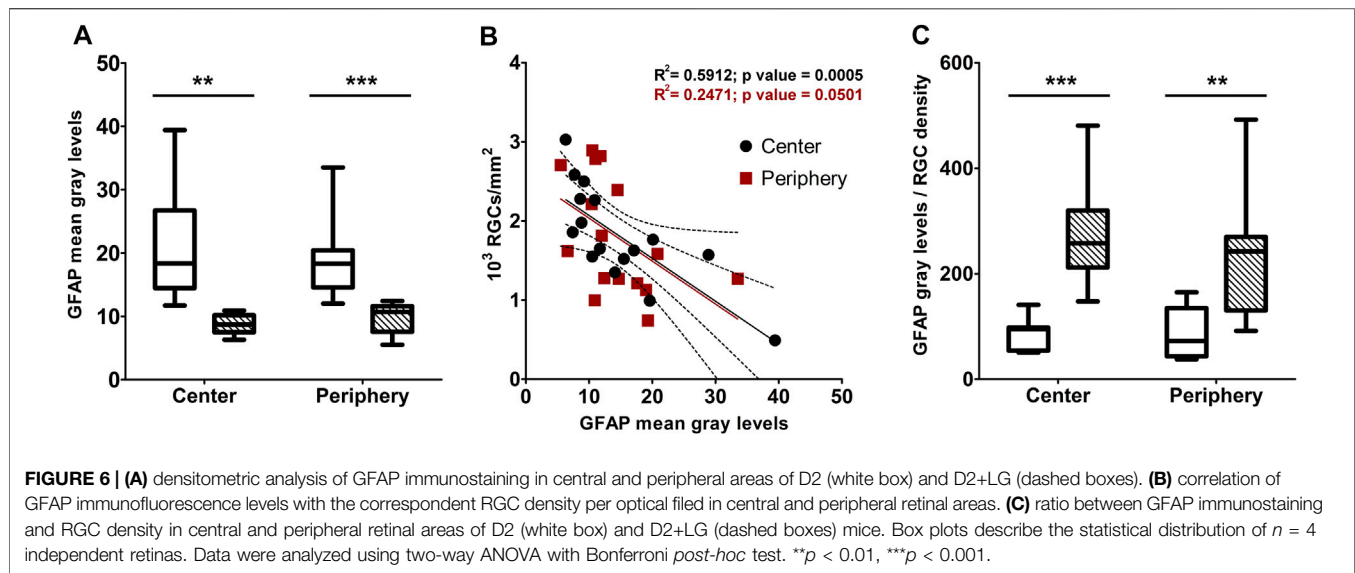 A
GFAP mean gray levels
50
40
30
20
10
0
**
***
Center
Periphery
B
10³ RGCs/mm²
4
3
2
1
0
R²= 0.5912; p value = 0.0005
R²= 0.2471; p value = 0.0501
Center
Periphery
0
10
20
30
40
50
GFAP mean gray levels
C
GFAP gray levels / RGC density
600
400
200
0
***
**
Center
Periphery
FIGURE 6 | (A) densitometric analysis of GFAP immunostaining in central and peripheral areas of D2 (white box) and D2+LG (dashed boxes). (B) correlation of
GFAP immunofluorescence levels with the correspondent RGC density per optical filed in central and peripheral retinal areas. (C) ratio between GFAP immunostaining
and RGC density in central and peripheral retinal areas of D2 (white box) and D2+LG (dashed boxes) mice. Box plots describe the statistical distribution of n = 4
independent retinas. Data were analyzed using two-way ANOVA with Bonferroni post-hoc test. **p < 0.01, ***p < 0.001.